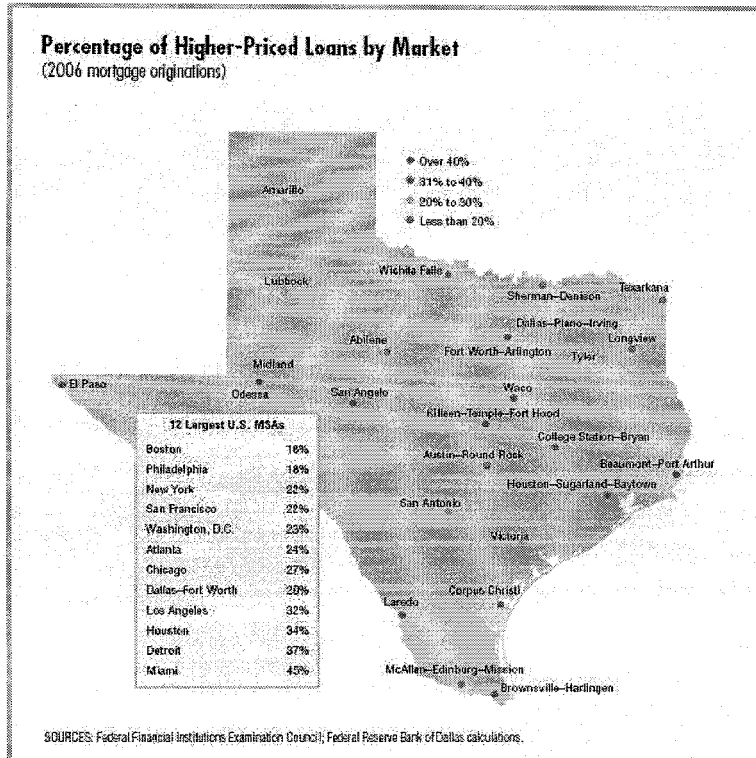 Percentage of Higher-Priced Loans by Market
(2006 mortgage originations)
Over 40%
31% to 40%
20% to 30%
Less than 20%
Amarillo
Lubbock
Wichita Falls
Sherman–Denison
Texarkana
Dallas–Plano–Irving
Longview
Abilene
Fort Worth–Arlington
Tyler
Midland
El Paso
Odessa
San Angelo
Waco
Killeen–Temple–Fort Hood
College Station–Bryan
Austin–Round Rock
Beaumont–Port Arthur
Houston–Sugarland–Baytown
San Antonio
Victoria
Corpus Christi
Laredo
McAllen–Edinburg–Mission
Brownsville–Harlingen
12 Largest U.S. MSAs
Boston 16%
Philadelphia 18%
New York 22%
San Francisco 22%
Washington, D.C. 23%
Atlanta 24%
Chicago 27%
Dallas–Fort Worth
Los Angeles 32%
Houston 34%
Detroit 37%
Miami 45%
SOURCES: Federal Financial Institutions Examination Council; Federal Reserve Bank of Dallas calculations.